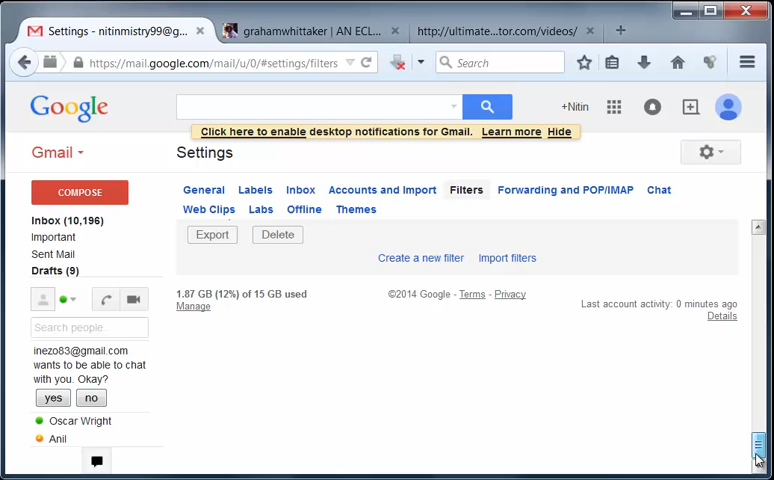 Settings - nitinmistry99@g...
grahamwhittaker | AN ECL...
http://ultimate...tor.com/videos/
https://mail.google.com/mail/u/0/#settings/filters
Search
Google
+Nitin
Click here to enable desktop notifications for Gmail. Learn more Hide
Gmail
Settings
COMPOSE
General Labels Inbox Accounts and Import Filters Forwarding and POP/IMAP Chat
Web Clips Labs Offline Themes
Inbox (10,196)
Important
Sent Mail
Drafts (9)
Export Delete
Create a new filter Import filters
1.87 GB (12%) of 15 GB used
Manage
©2014 Google - Terms - Privacy
Last account activity: 0 minutes ago
Details
Search people...
inezo83@gmail.com
wants to be able to chat
with you. Okay?
yes no
Oscar Wright
Anil